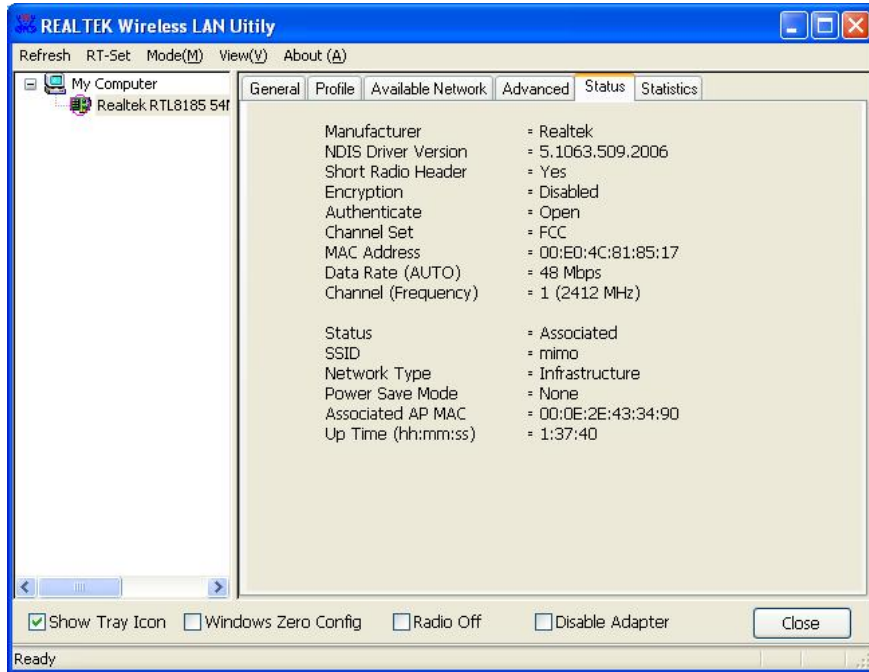 REALTEK Wireless LAN Uitily
Refresh RT-Set Mode(M) View(V) About (A)
My Computer
Realtek RTL8185 54M
General Profile Available Network Advanced Status Statistics
Manufacturer = Realtek
NDIS Driver Version = 5.1063.509.2006
Short Radio Header = Yes
Encryption = Disabled
Authenticate = Open
Channel Set = FCC
MAC Address = 00:E0:4C:81:85:17
Data Rate (AUTO) = 48 Mbps
Channel (Frequency) = 1 (2412 MHz)
Status = Associated
SSID = mimo
Network Type = Infrastructure
Power Save Mode = None
Associated AP MAC = 00:0E:2E:43:34:90
Up Time (hh:mm:ss) = 1:37:40
Show Tray Icon Windows Zero Config Radio Off Disable Adapter Close
Ready